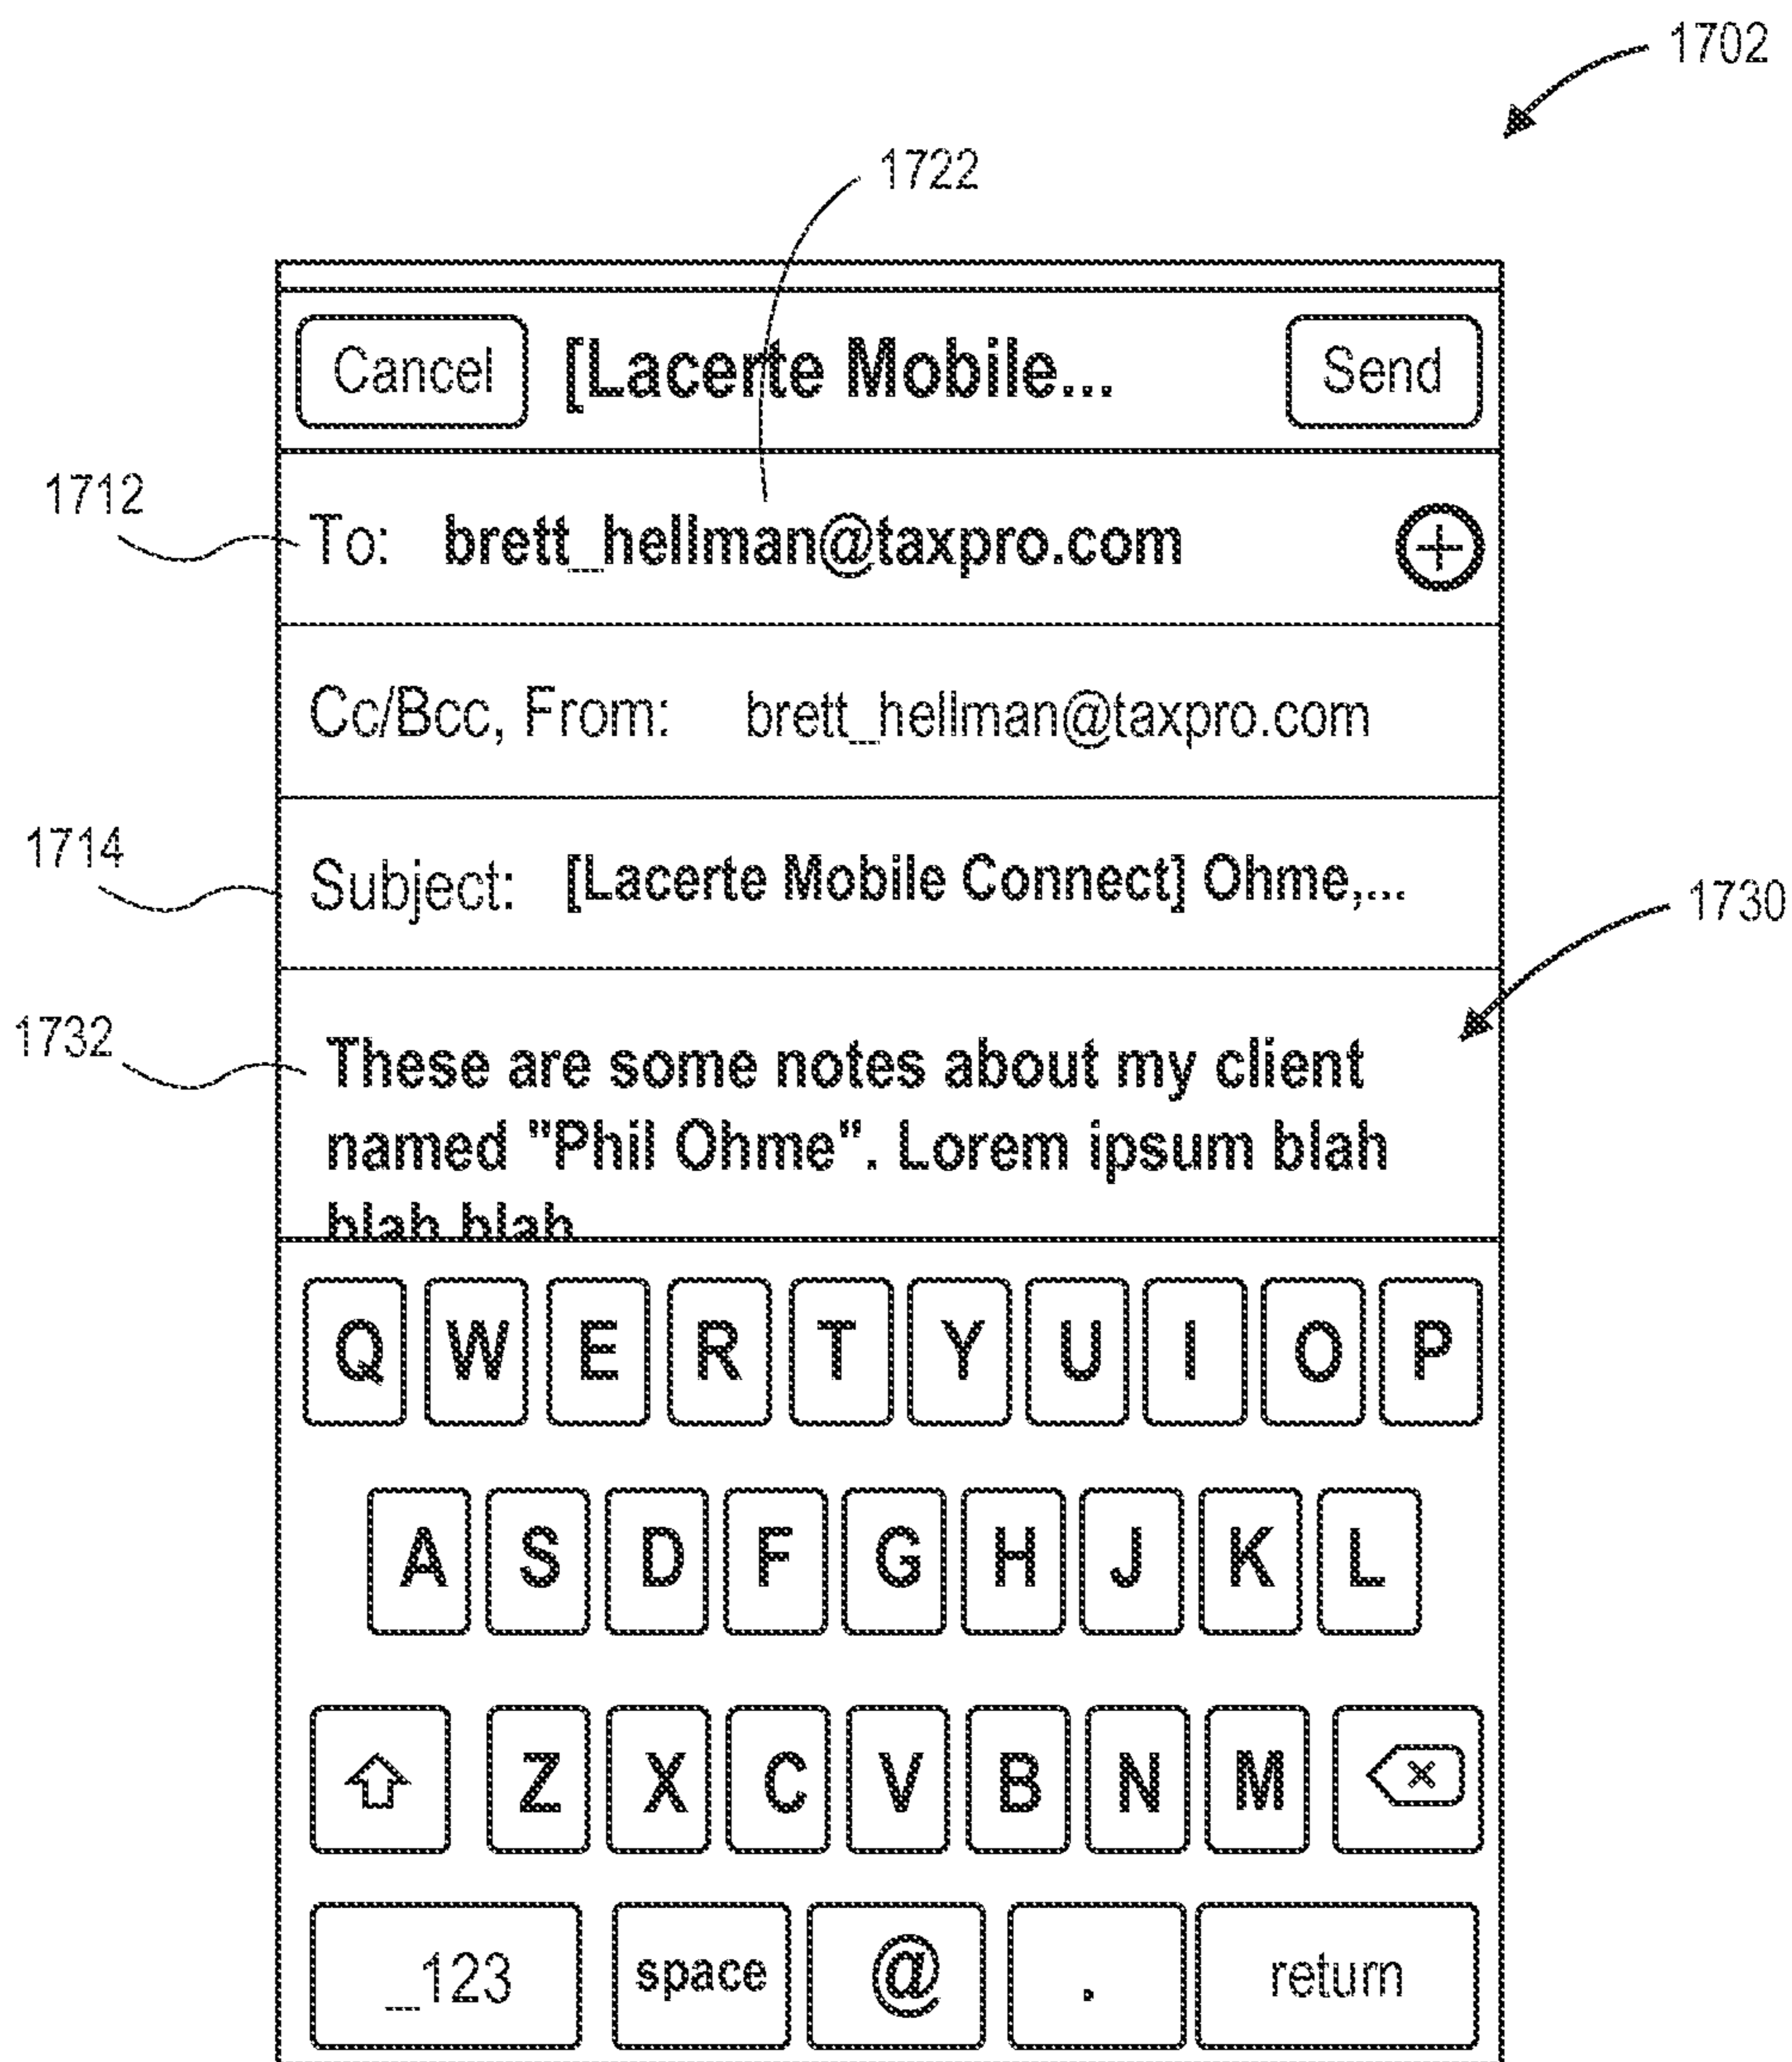 1702
1722
Cancel [Lacerte Mobile... Send
1712
To: brett_hellman@taxpro.com
Cc/Bcc, From: brett_hellman@taxpro.com
1714
Subject: [Lacerte Mobile Connect] Ohme,...
1730
1732
These are some notes about my client
named "Phil Ohme". Lorem ipsum blah
blah blah
Q W E R T Y U I O P
A S D F G H J K L
Z X C V B N M
_123 space @ . return